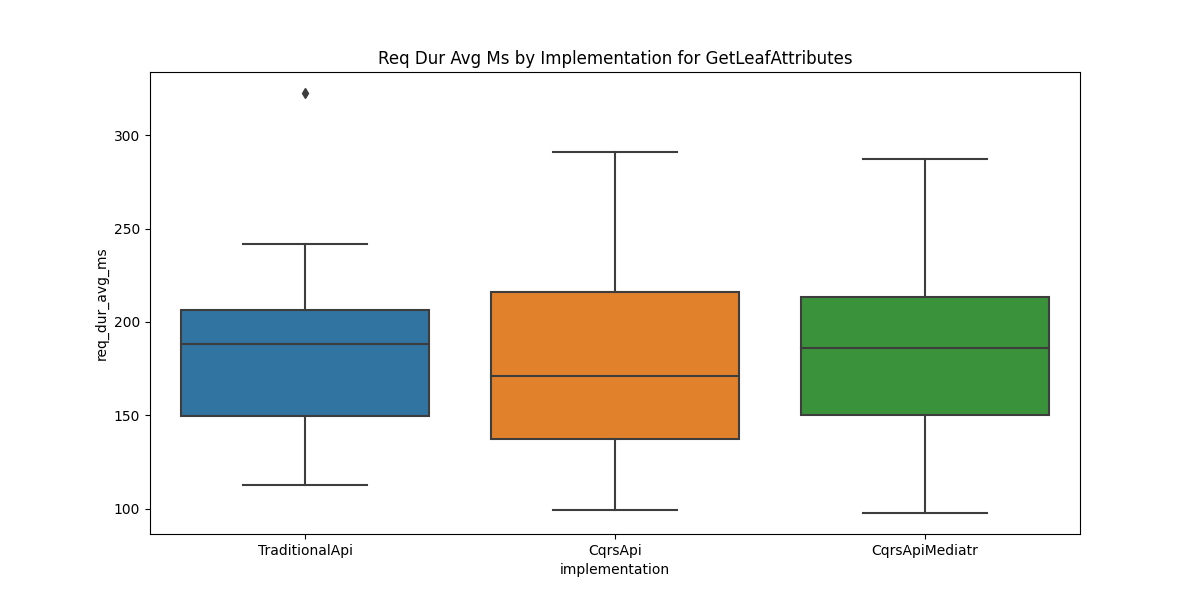 Req Dur Avg Ms by Implementation for GetLeafAttributes
300
250
200
150
100
req_dur_avg_ms
TraditionalApi
CqrsApi
CqrsApiMediatr
implementation